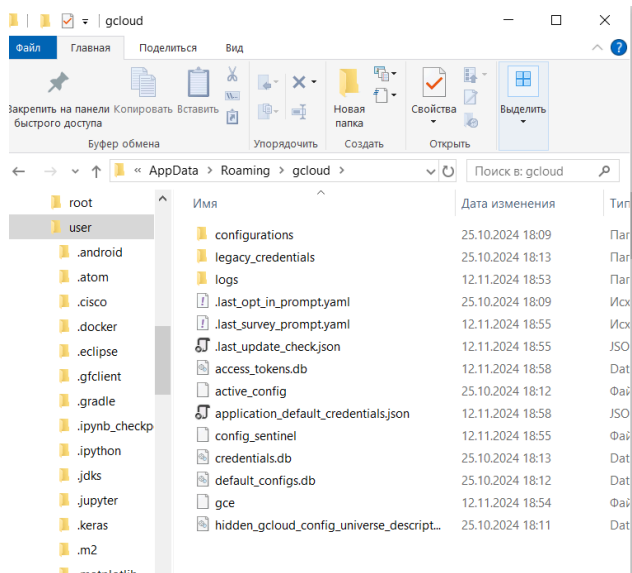 gcloud
Файл Главная Поделиться Вид
Закрепить на панели Копировать Вставить Новая Свойства Выделить
быстрого доступа папка
Буфер обмена Упорядочить Создать Открыть
« AppData > Roaming > gcloud > Поиск в: gcloud
root
user
.android
.atom
.cisco
.docker
.eclipse
.gfclient
.gradle
.ipynb_checkp
.ipython
.jdks
.jupyter
.keras
.m2
Имя Дата изменения Тип
configurations 25.10.2024 18:09 Пап
legacy_credentials 25.10.2024 18:13 Пап
logs 12.11.2024 18:53 Пап
.last_opt_in_prompt.yaml 25.10.2024 18:09 Исх
.last_survey_prompt.yaml 12.11.2024 18:55 Исх
.last_update_check.json 12.11.2024 18:55 JSO
access_tokens.db 12.11.2024 18:58 Dat
active_config 25.10.2024 18:12 Фай
application_default_credentials.json 12.11.2024 18:58 JSO
config_sentinel 12.11.2024 18:55 Фай
credentials.db 25.10.2024 18:13 Dat
default_configs.db 25.10.2024 18:12 Dat
gce 12.11.2024 18:54 Фай
hidden_gcloud_config_universe_descript... 25.10.2024 18:11 Dat